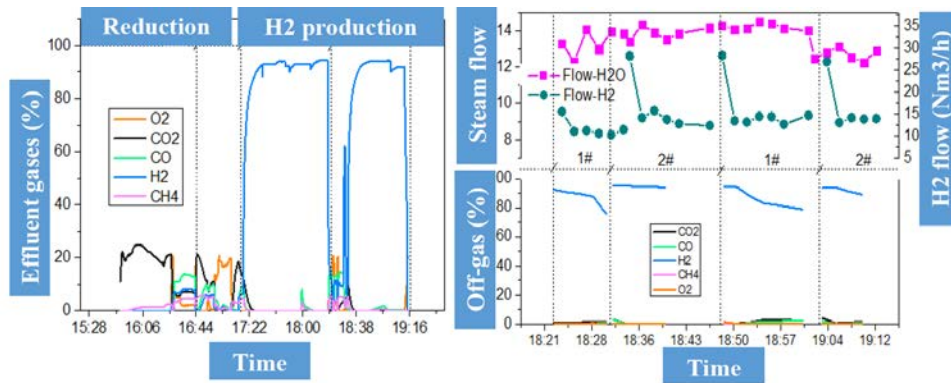 Reduction
H2 production
100
80
60
40
20
0
O2
CO2
CO
H2
CH4
Effluent gases (%)
15:28 16:06 16:44 17:22 18:00 18:38 19:16
Time
Steam flow
14
12
10
8
Flow-H2O
Flow-H2
1# 2# 1# 2#
35
30
25
20
15
10
5
H2 flow (Nm3/h)
Off-gas (%)
80
60
40
20
0
CO2
CO
H2
CH4
O2
18:21 18:28 18:36 18:43 18:50 18:57 19:04 19:12
Time